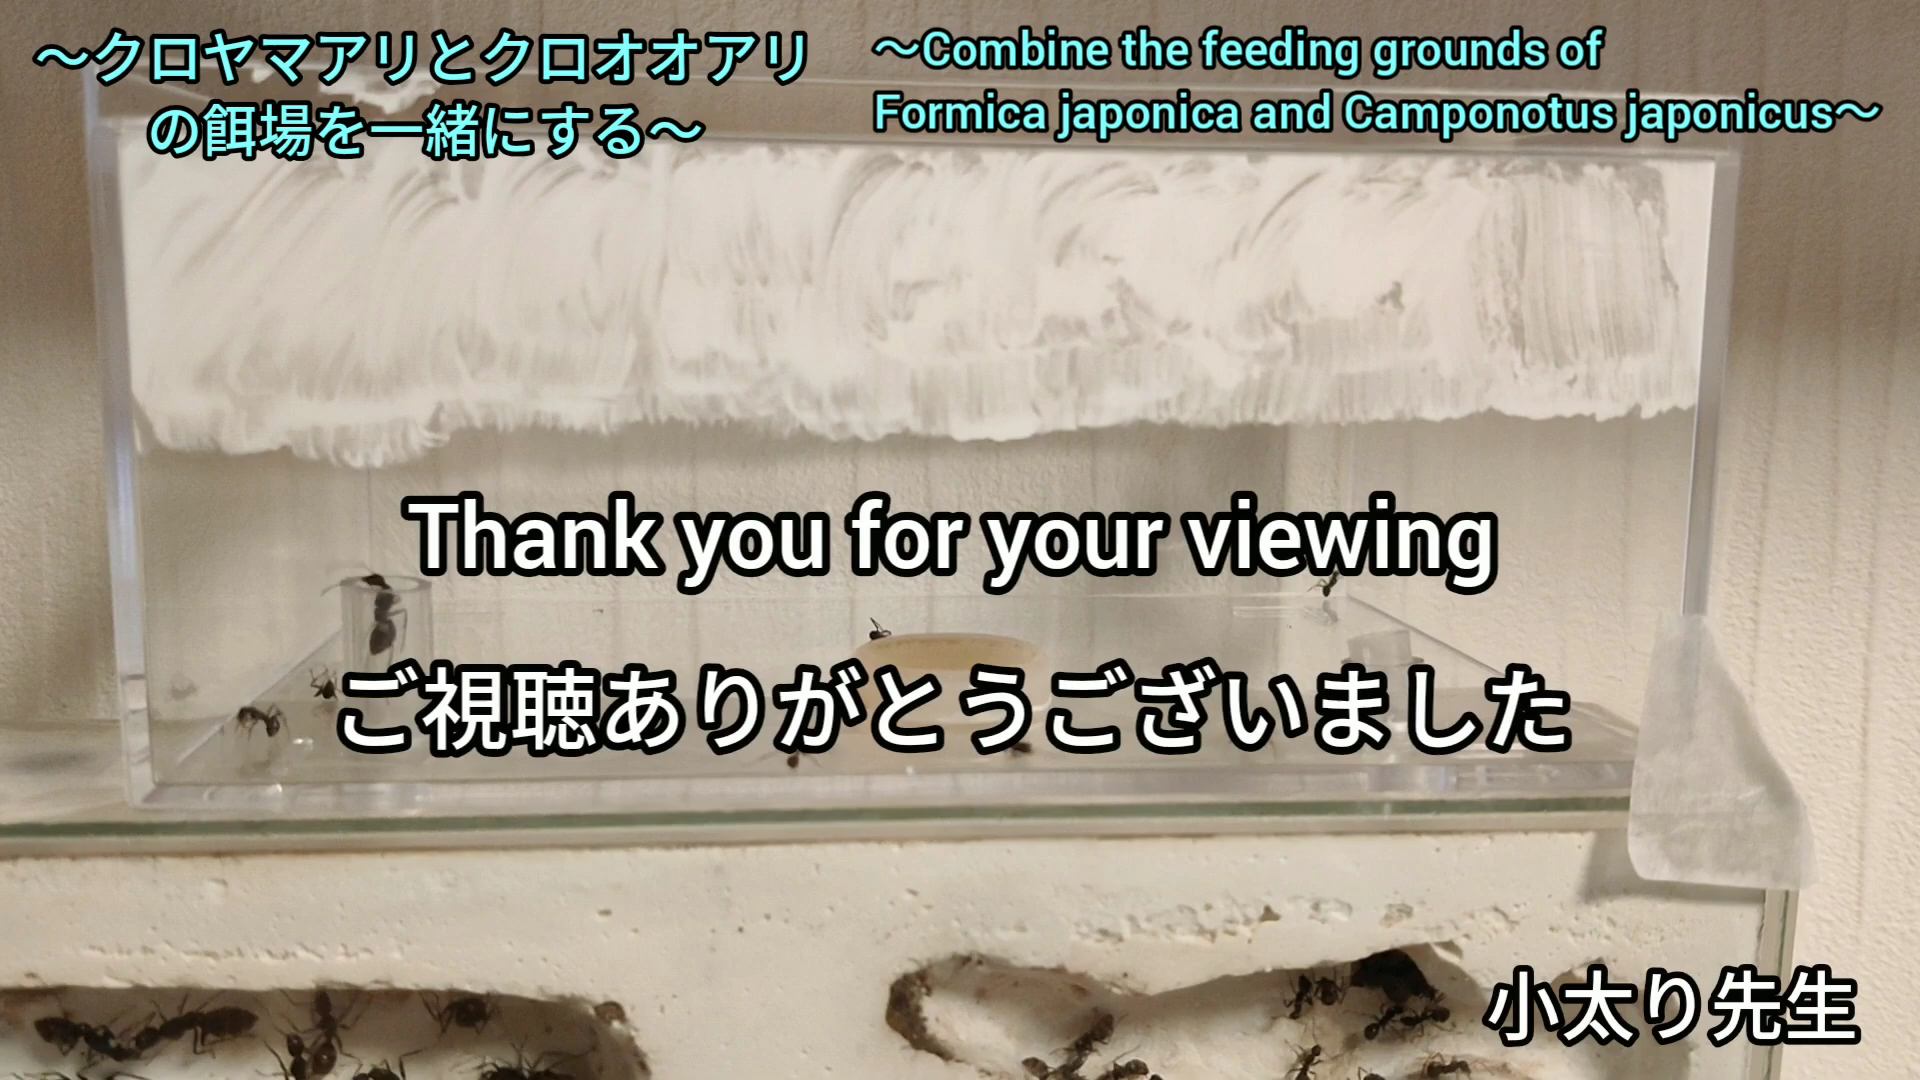 ～クロヤマアリとクロオオアリ
の餌場を一緒にする～
～Combine the feeding grounds of
Formica japonica and Camponotus japonicus～
Thank you for your viewing
ご視聴ありがとうございました
小太り先生